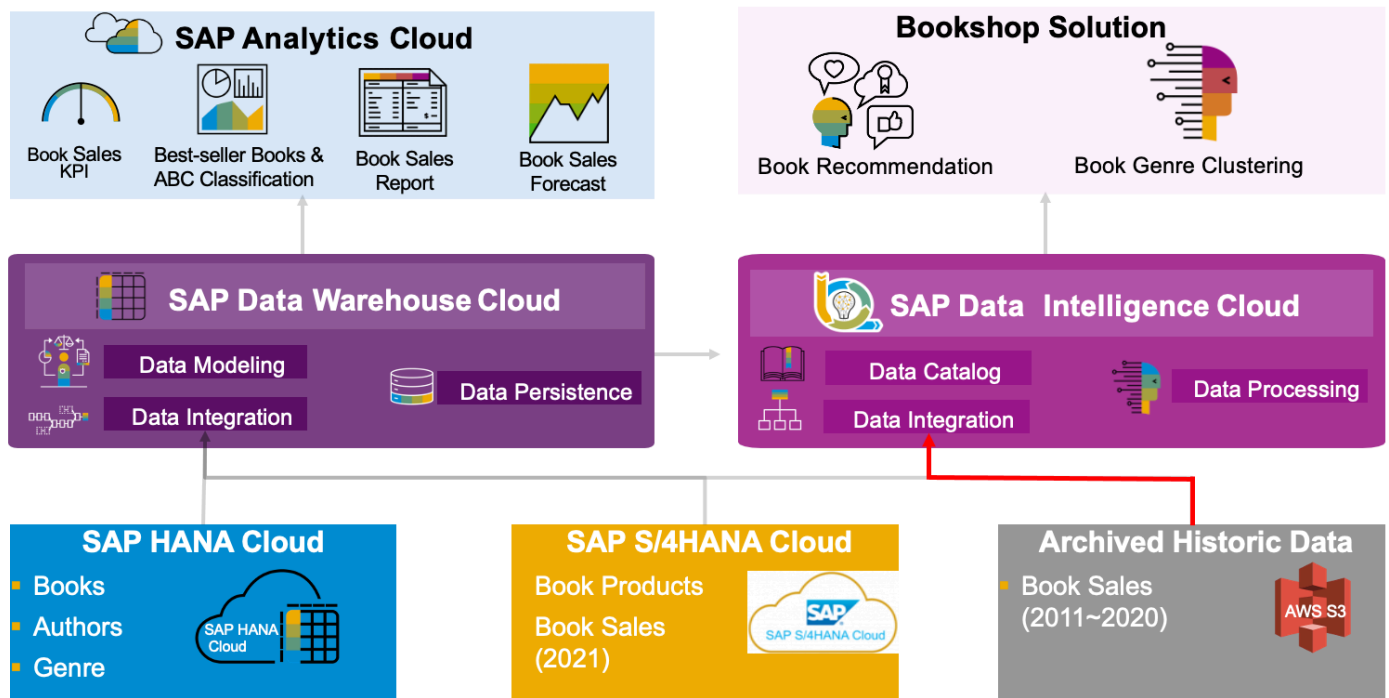 SAP Analytics Cloud
Book Sales
KPI
Best-seller Books &
ABC Classification
Book Sales
Report
Book Sales
Forecast
Bookshop Solution
Book Recommendation
Book Genre Clustering
SAP Data Warehouse Cloud
Data Modeling
Data Integration
Data Persistence
SAP Data Intelligence Cloud
Data Catalog
Data Integration
Data Processing
SAP HANA Cloud
Books
Authors
Genre
SAP HANA
Cloud
SAP S/4HANA Cloud
Book Products
Book Sales
(2021)
SAP
SAP S/4HANA Cloud
Archived Historic Data
Book Sales
(2011~2020)
AWS S3